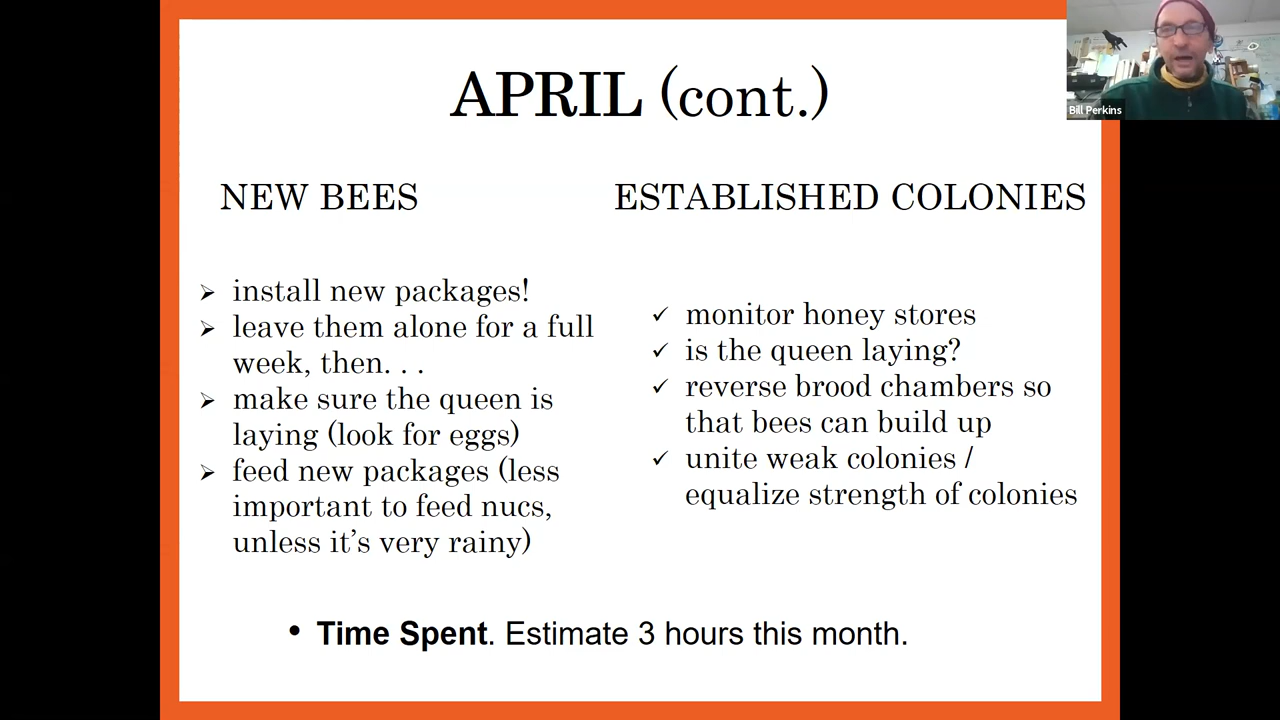 APRIL (cont.)
Bill Perkins
NEW BEES
install new packages!
leave them alone for a full
week, then. . .
make sure the queen is
laying (look for eggs)
feed new packages (less
important to feed nucs,
unless it’s very rainy)
ESTABLISHED COLONIES
monitor honey stores
is the queen laying?
reverse brood chambers so
that bees can build up
unite weak colonies /
equalize strength of colonies
• Time Spent. Estimate 3 hours this month.